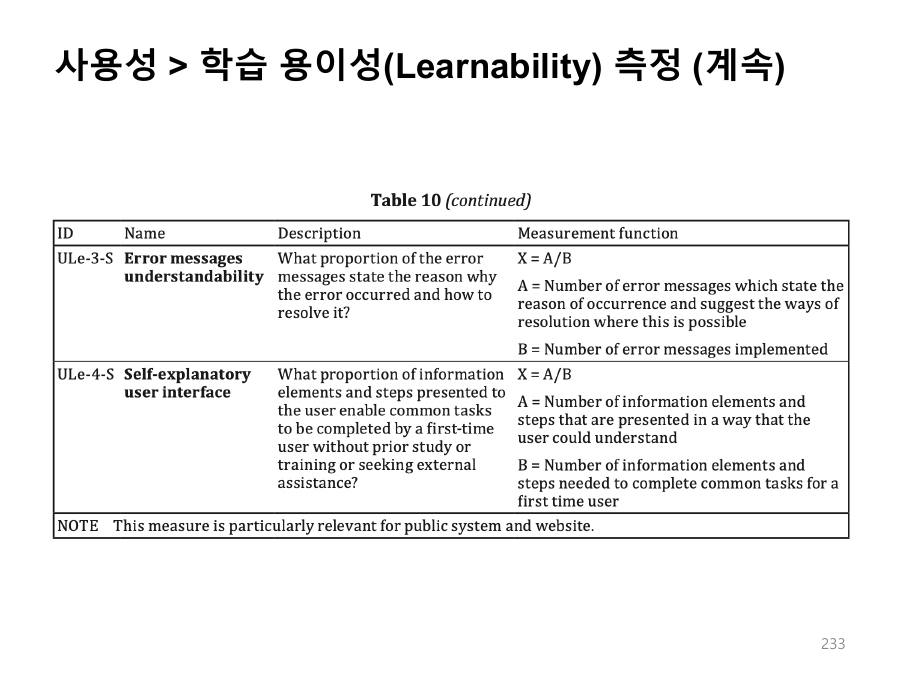 사용성 > 학습 용이성(Learnability) 측정 (계속)
Table 10 (continued)
ID Name Description Measurement function
ULe-3-S Error messages understandability What proportion of the error messages state the reason why the error occurred and how to resolve it? X = A/B
A = Number of error messages which state the reason of occurrence and suggest the ways of resolution where this is possible
B = Number of error messages implemented
ULe-4-S Self-explanatory user interface What proportion of information elements and steps presented to the user enable common tasks to be completed by a first-time user without prior study or training or seeking external assistance? X = A/B
A = Number of information elements and steps that are presented in a way that the user could understand
B = Number of information elements and steps needed to complete common tasks for a first time user
NOTE This measure is particularly relevant for public system and website.
233